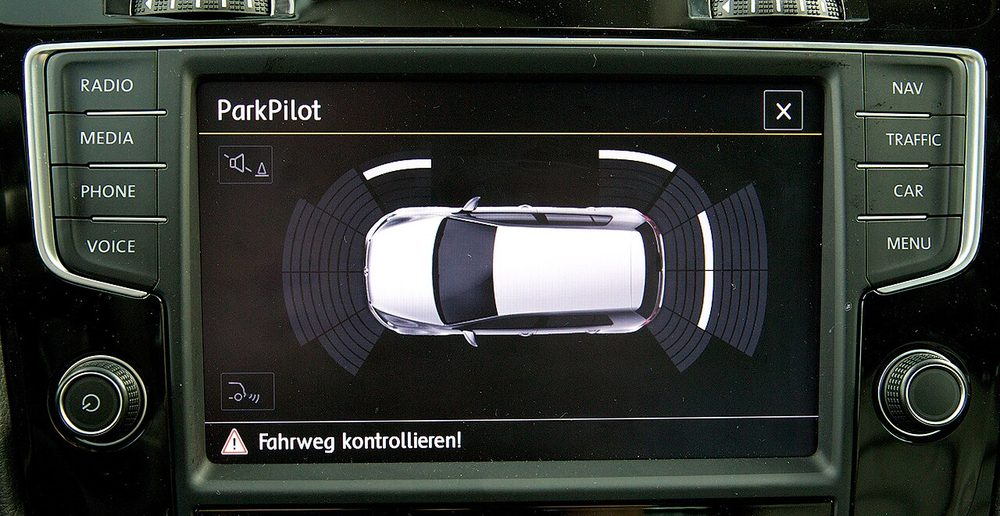 ParkPilot
X
RADIO
MEDIA
PHONE
VOICE
NAV
TRAFFIC
CAR
MENU
Fahrweg kontrollieren!